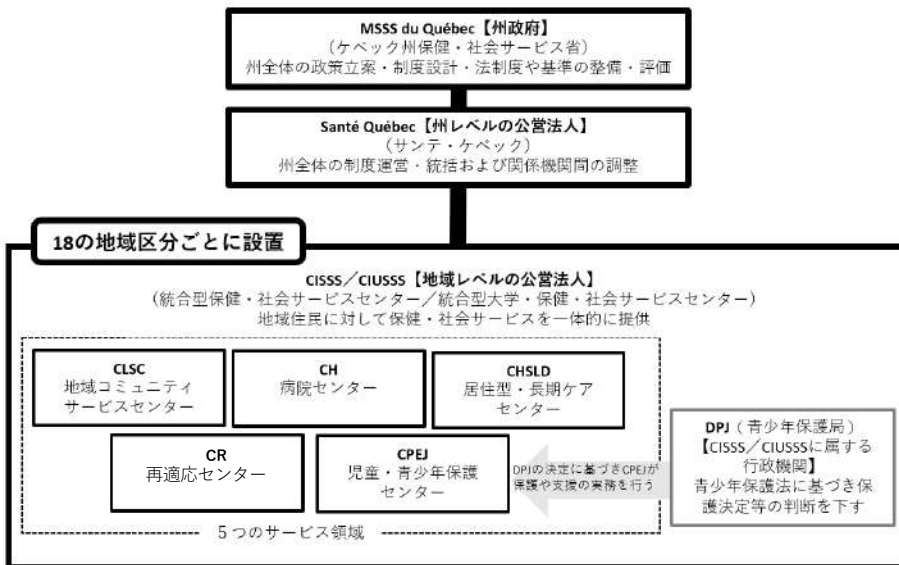 MSSS du Québec【州政府】
（ケベック州保健・社会サービス省）
州全体の政策立案・制度設計・法制度や基準の整備・評価
Santé Québec【州レベルの公営法人】
（サンテ・ケベック）
州全体の制度運営・統括および関係機関間の調整
18の地域区分ごとに設置
CISSS／CIUSSS【地域レベルの公営法人】
（統合型保健・社会サービスセンター／統合型大学・保健・社会サービスセンター）
地域住民に対して保健・社会サービスを一体的に提供
CLSC
地域コミュニティ
サービスセンター
CH
病院センター
CHSLD
居住型・長期ケア
センター
CR
再適応センター
CPEJ
児童・青少年保護
センター
DPJの決定に基づきCPEJが
保護や支援の実務を行う
DPJ（青少年保護局）
【CISSS／CIUSSSに属する
行政機関】
青少年保護法に基づき保
護決定等の判断を下す
5つのサービス領域